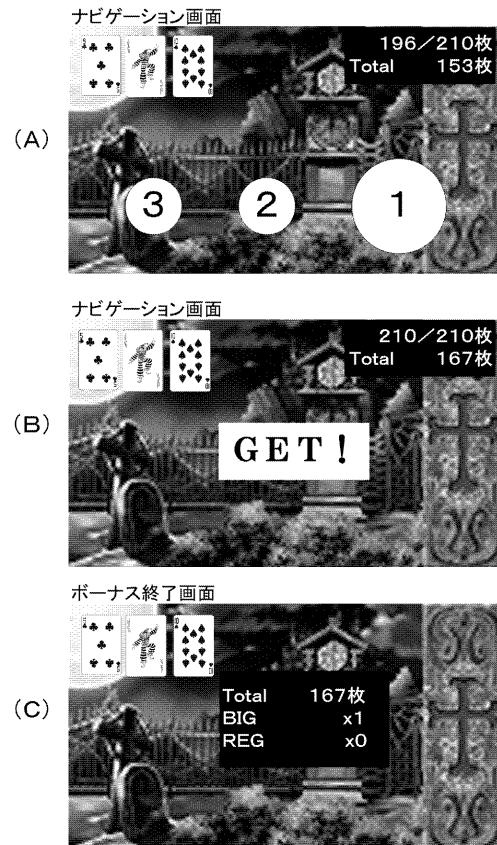 ナビゲーション画面
196/210枚
Total 153枚
(A)
3 2 1
ナビゲーション画面
210/210枚
Total 167枚
(B)
GET!
ボーナス終了画面
(C)
Total 167枚
BIG x1
REG x0